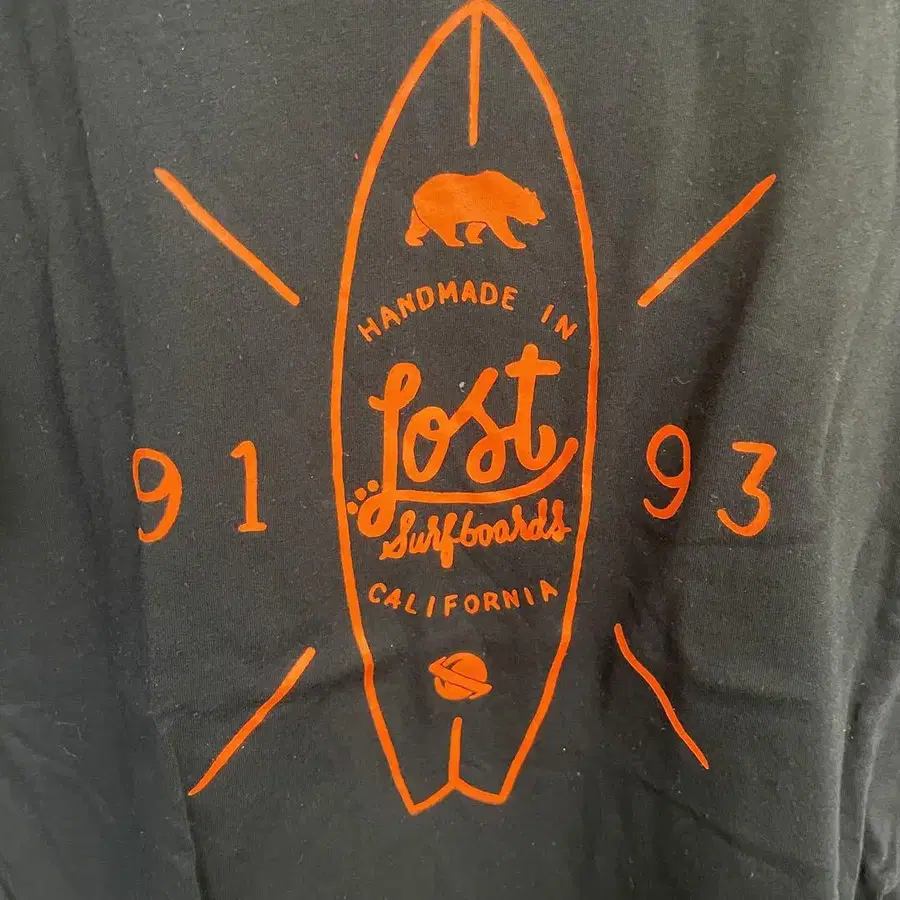 HANDMADE IN
Lost
91 93
Surfboards
CALIFORNIA